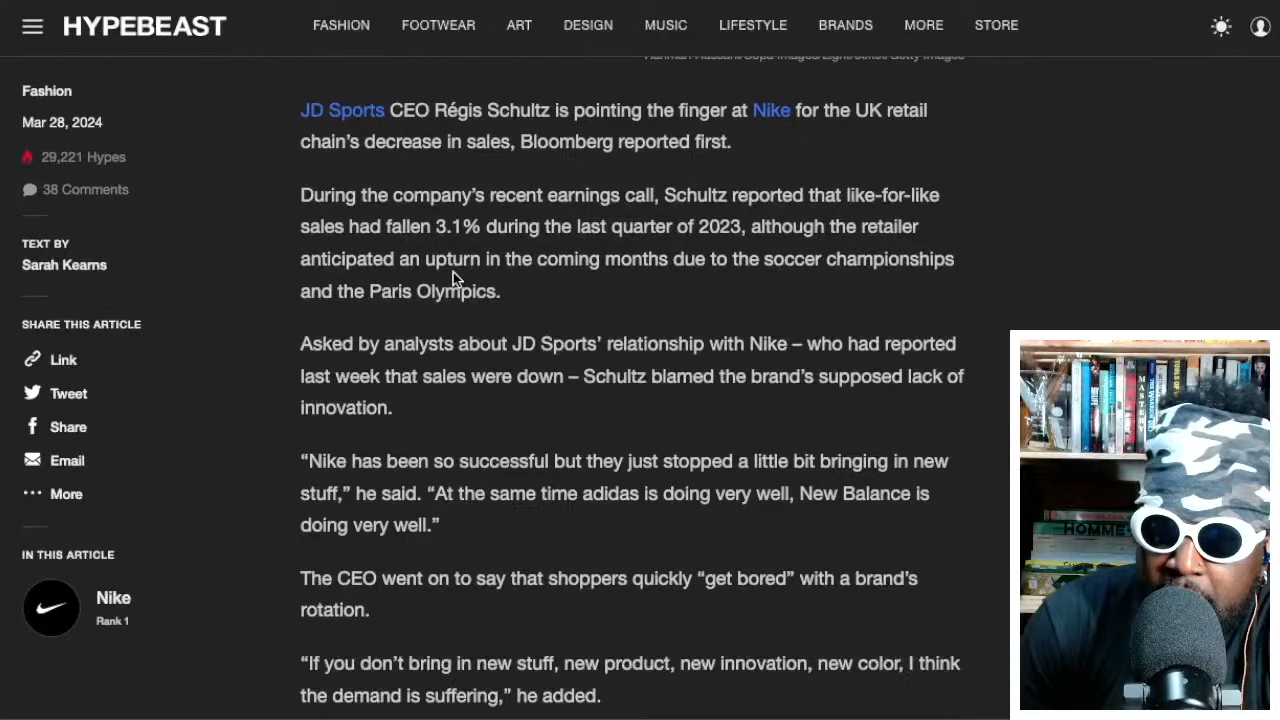 HYPEBEAST
FASHION FOOTWEAR ART DESIGN MUSIC LIFESTYLE BRANDS MORE STORE
Fashion
Mar 28, 2024
29,221 Hypes
38 Comments
TEXT BY
Sarah Kearns
SHARE THIS ARTICLE
Link
Tweet
Share
Email
More
IN THIS ARTICLE
Nike
Rank 1
JD Sports CEO Régis Schultz is pointing the finger at Nike for the UK retail
chain’s decrease in sales, Bloomberg reported first.
During the company’s recent earnings call, Schultz reported that like-for-like
sales had fallen 3.1% during the last quarter of 2023, although the retailer
anticipated an upturn in the coming months due to the soccer championships
and the Paris Olympics.
Asked by analysts about JD Sports’ relationship with Nike – who had reported
last week that sales were down – Schultz blamed the brand’s supposed lack of
innovation.
“Nike has been so successful but they just stopped a little bit bringing in new
stuff,” he said. “At the same time adidas is doing very well, New Balance is
doing very well.”
The CEO went on to say that shoppers quickly “get bored” with a brand’s
rotation.
“If you don’t bring in new stuff, new product, new innovation, new color, I think
the demand is suffering,” he added.
MASTERY
HOMME